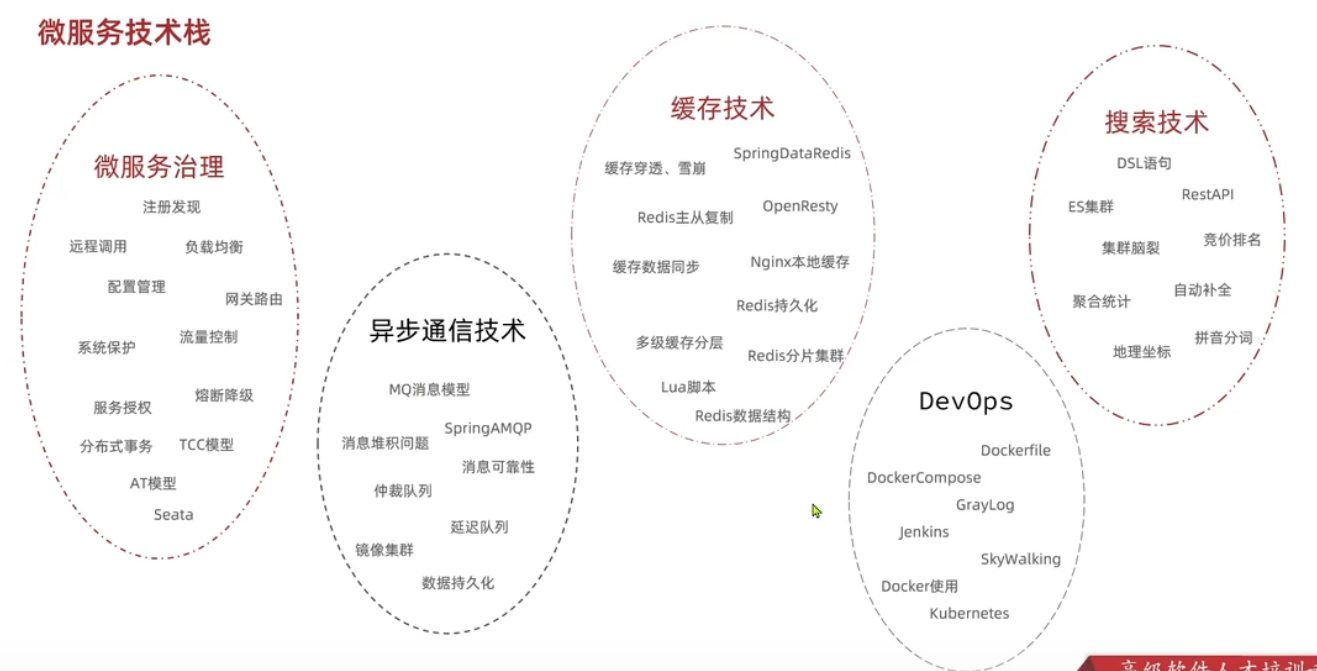 微服务技术栈
微服务治理
注册发现
远程调用
负载均衡
配置管理
网关路由
流量控制
系统保护
熔断降级
服务授权
分布式事务
TCC模型
AT模型
Seata
异步通信技术
MQ消息模型
SpringAMQP
消息堆积问题
消息可靠性
仲裁队列
延迟队列
镜像集群
数据持久化
缓存技术
SpringDataRedis
缓存穿透、雪崩
OpenResty
Redis主从复制
Nginx本地缓存
缓存数据同步
Redis持久化
多级缓存分层
Redis分片集群
Lua脚本
Redis数据结构
DevOps
Dockerfile
DockerCompose
GrayLog
Jenkins
SkyWalking
Docker使用
Kubernetes
搜索技术
DSL语句
RestAPI
ES集群
竞价排名
集群脑裂
自动补全
聚合统计
拼音分词
地理坐标
高级软件人才培训